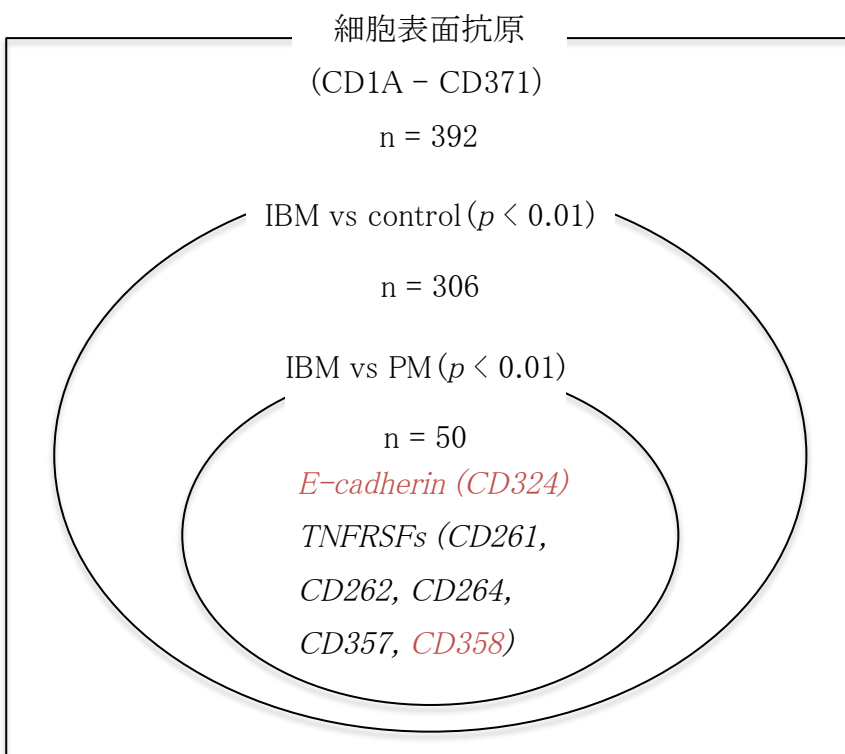 細胞表面抗原
(CD1A − CD371)
n = 392
IBM vs control (p < 0.01)
n = 306
IBM vs PM (p < 0.01)
n = 50
E−cadherin (CD324)
TNFRSFs (CD261,
CD262, CD264,
CD357, CD358)